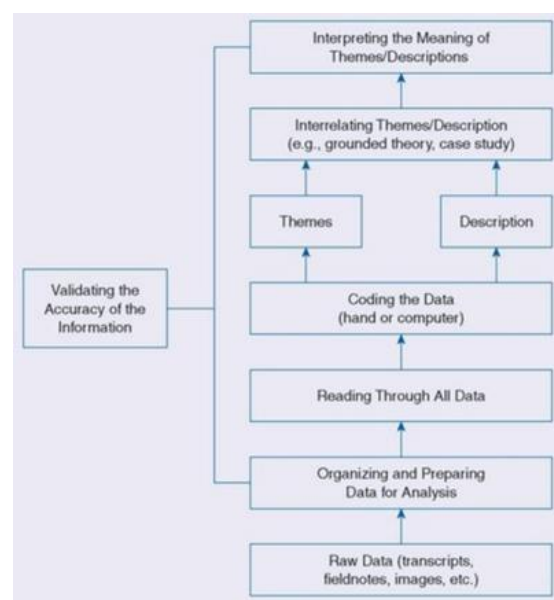 Interpreting the Meaning of
Themes/Descriptions
Interrelating Themes/Description
(e.g., grounded theory, case study)
Themes
Description
Validating the
Accuracy of the
Information
Coding the Data
(hand or computer)
Reading Through All Data
Organizing and Preparing
Data for Analysis
Raw Data (transcripts,
fieldnotes, images, etc.)